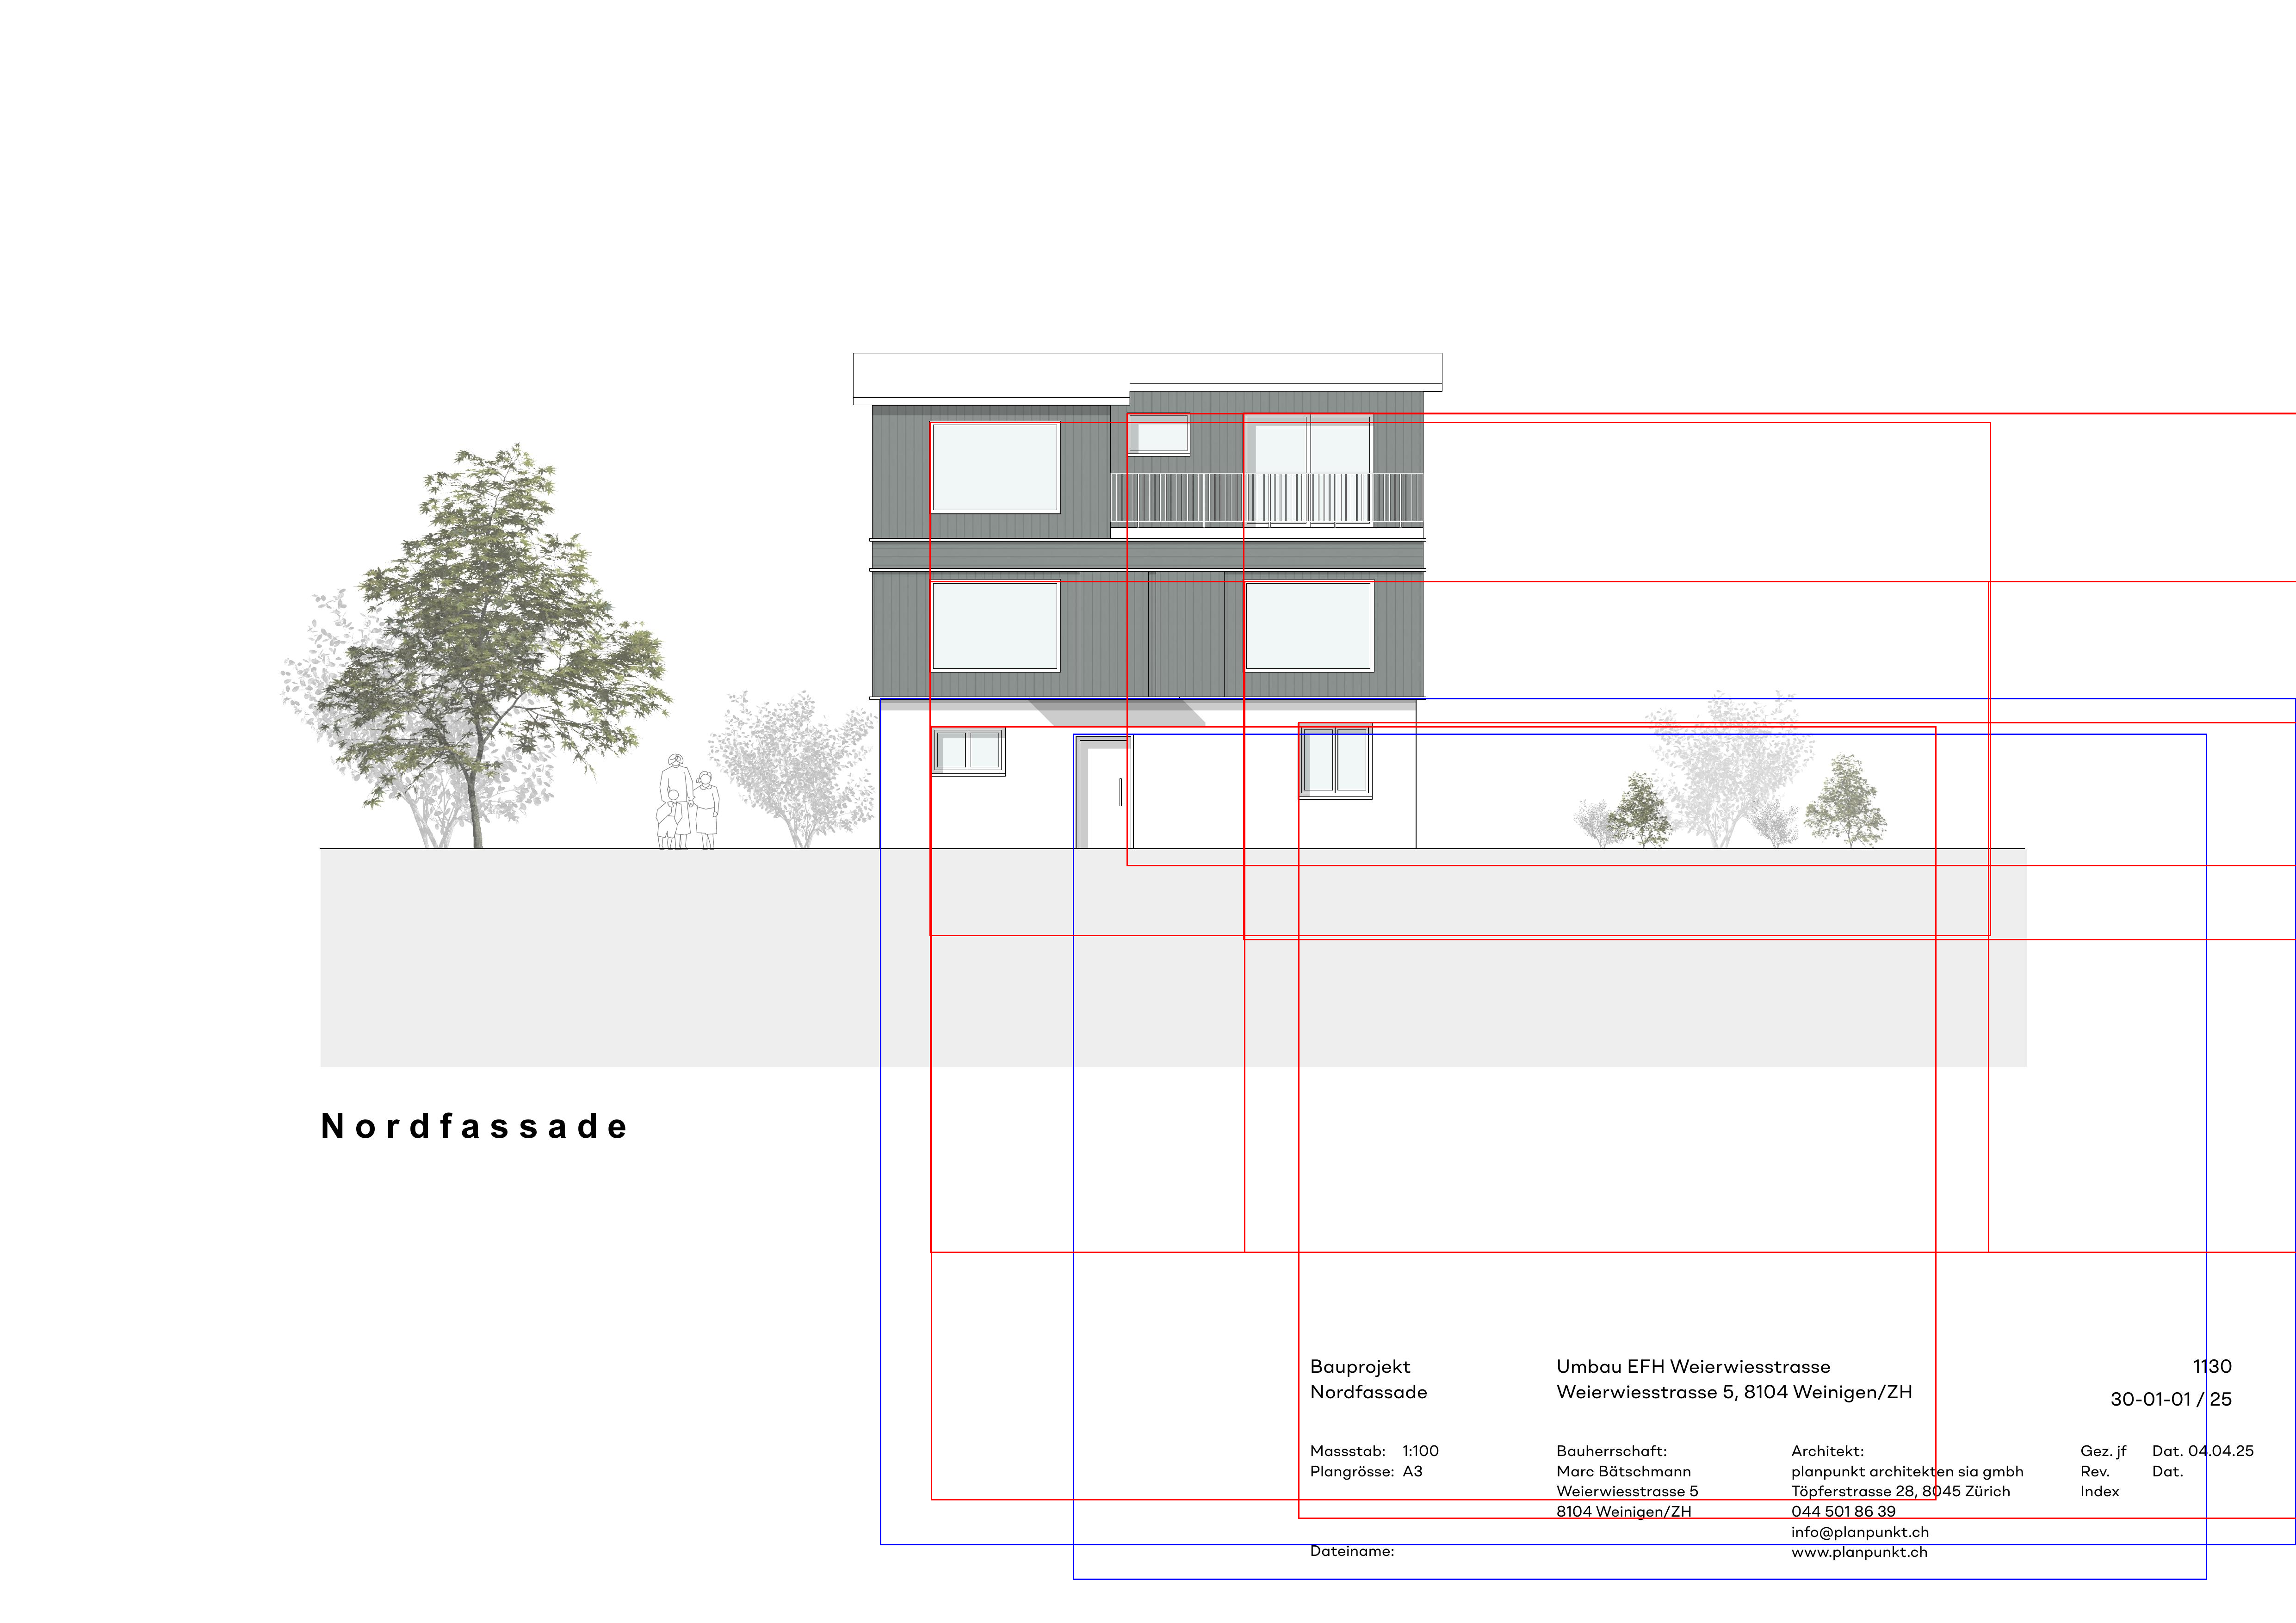 Nordfassade
Bauprojekt
Nordfassade
Umbau EFH Weierwiesstrasse
Weierwiesstrasse 5, 8104 Weinigen/ZH
1130
30-01-01 / 25
Massstab: 1:100
Plangrösse: A3
Bauherrschaft:
Marc Bätschmann
Weierwiesstrasse 5
8104 Weinigen/ZH
Architekt:
planpunkt architekten sia gmbh
Töpferstrasse 28, 8045 Zürich
044 501 86 39
info@planpunkt.ch
www.planpunkt.ch
Gez. jf Dat. 04.04.25
Rev. Dat.
Index
Dateiname: